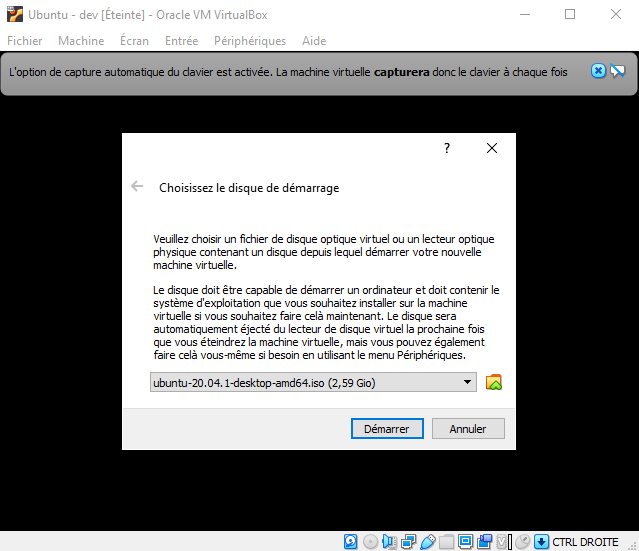 Ubuntu - dev [Éteinte] - Oracle VM VirtualBox
Fichier Machine Écran Entrée Périphériques Aide
L'option de capture automatique du clavier est activée. La machine virtuelle capturera donc le clavier à chaque fois
?
Choisissez le disque de démarrage
Veuillez choisir un fichier de disque optique virtuel ou un lecteur optique
physique contenant un disque depuis lequel démarrer votre nouvelle
machine virtuelle.
Le disque doit être capable de démarrer un ordinateur et doit contenir le
système d'exploitation que vous souhaitez installer sur la machine
virtuelle si vous souhaitez faire celà maintenant. Le disque sera
automatiquement éjecté du lecteur de disque virtuel la prochaine fois
que vous éteindrez la machine virtuelle, mais vous pouvez également
faire celà vous-même si besoin en utilisant le menu Périphériques.
ubuntu-20.04.1-desktop-amd64.iso (2,59 Gio)
Démarrer Annuler
CTRL DROITE